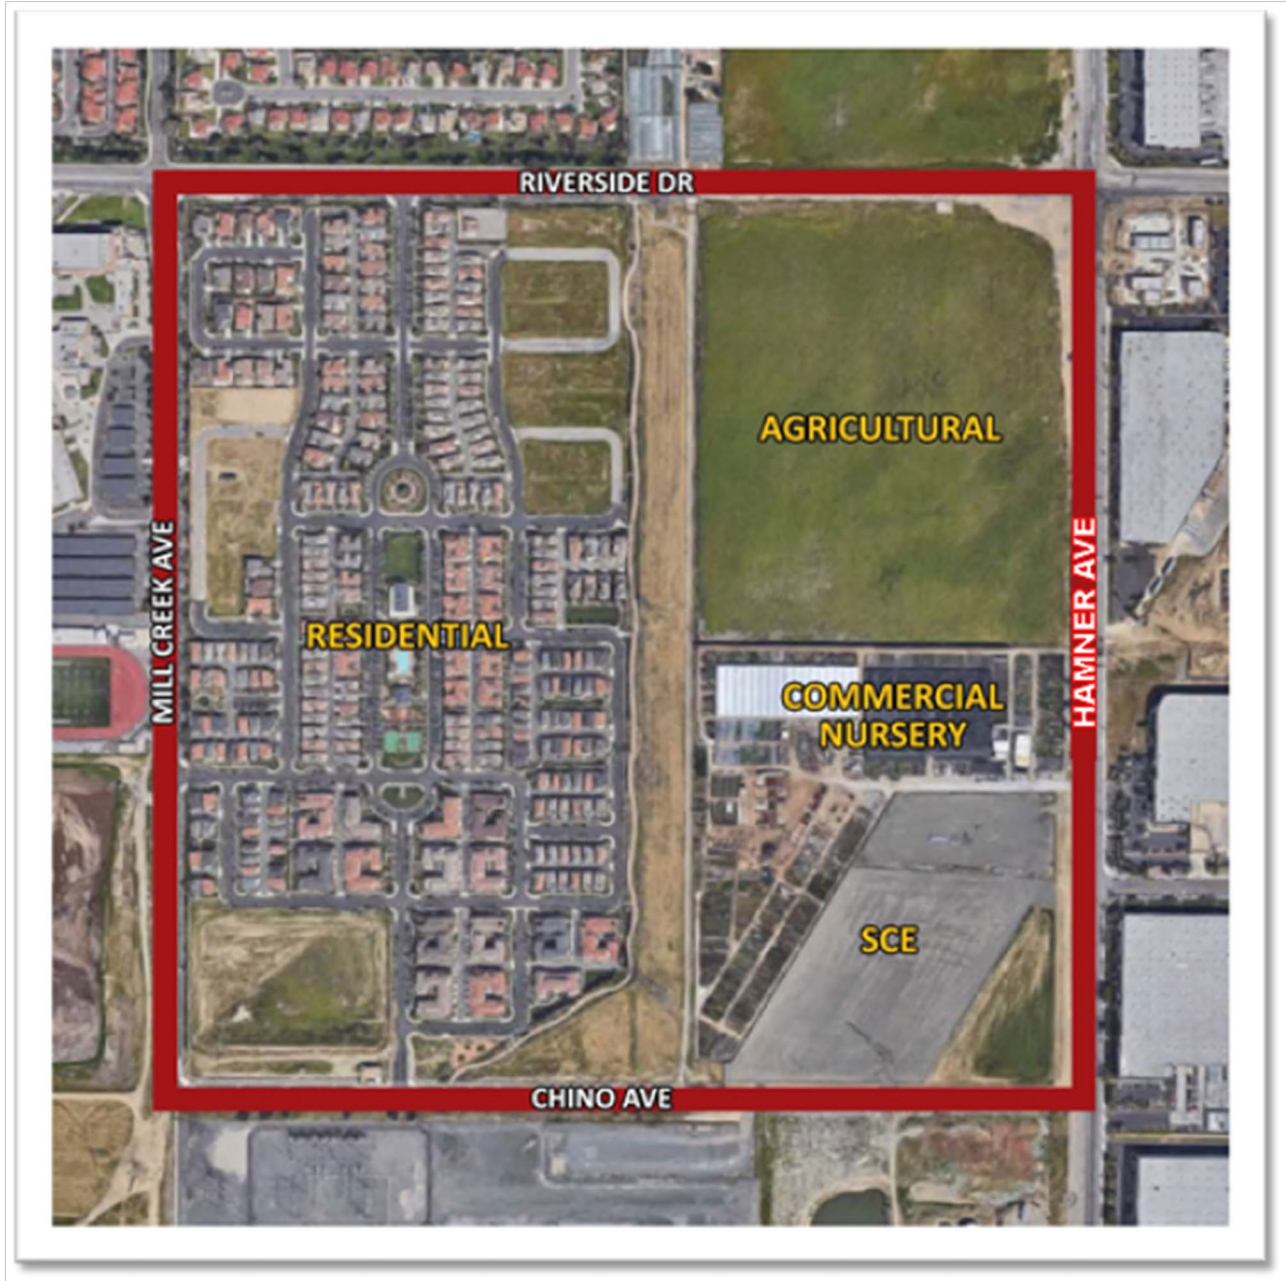 RIVERSIDE DR
AGRICULTURAL
MILL CREEK AVE
HAMNER AVE
RESIDENTIAL
COMMERCIAL
NURSERY
SCE
CHINO AVE